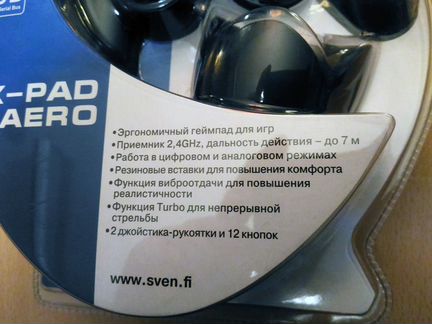 X-PAD
AERO
•Эргономичный геймпад для игр
•Приемник 2,4GHz, дальность действия – до 7 м
•Работа в цифровом и аналоговом режимах
•Резиновые вставки для повышения комфорта
•Функция виброотдачи для повышения
реалистичности
•Функция Turbo для непрерывной
стрельбы
•2 джойстика-рукоятки и 12 кнопок
www.sven.fi